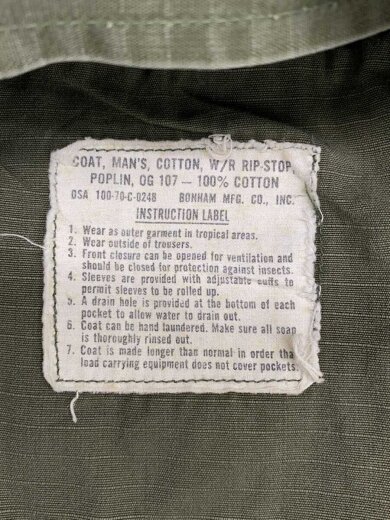 COAT, MAN'S, COTTON, W/R RIP-STOP,
POPLIN, OG 107 — 100% COTTON
DSA 100-70-C-0248 BONHAM MFG. CO., INC.
INSTRUCTION LABEL
1. Wear as outer garment in tropical areas.
2. Wear outside of trousers.
3. Front closure can be opened for ventilation and
should be closed for protection against insects.
4. Sleeves are provided with adjustable cuffs to
permit sleeves to be rolled up.
5. A drain hole is provided at the bottom of each
pocket to allow water to drain out.
6. Coat can be hand laundered. Make sure all soap
is thoroughly rinsed out.
7. Coat is made longer than normal in order tha
load carrying equipment does not cover pockets.